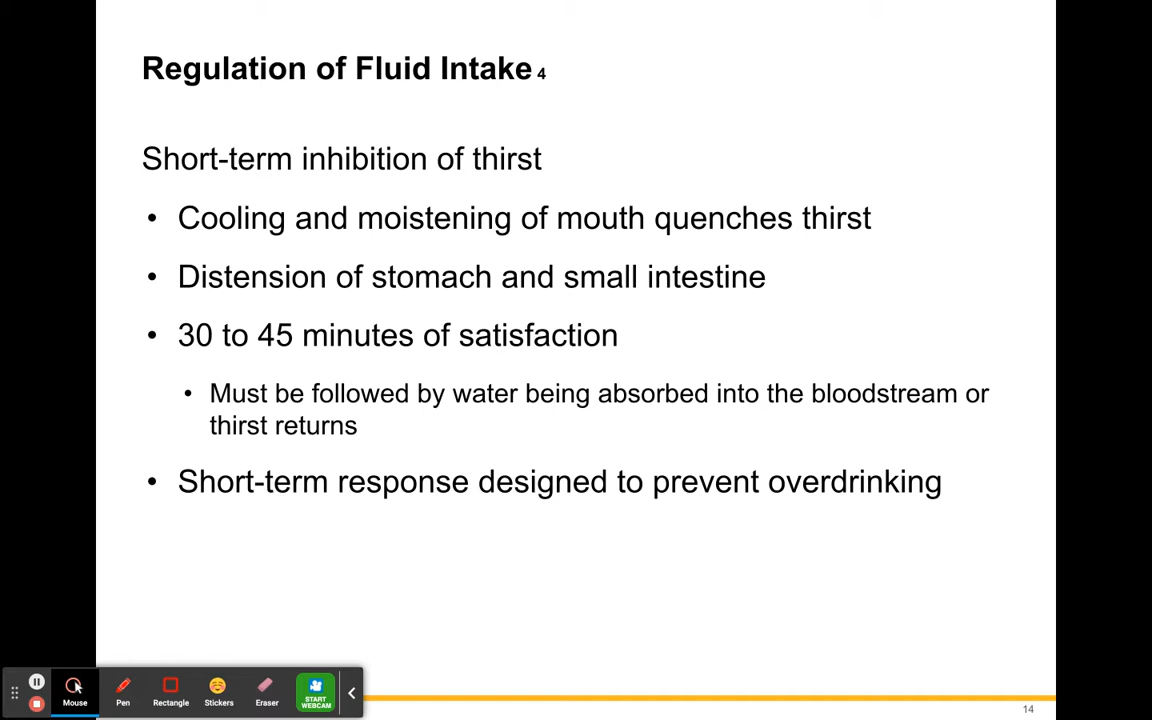 Regulation of Fluid Intake 4
Short-term inhibition of thirst
• Cooling and moistening of mouth quenches thirst
• Distension of stomach and small intestine
• 30 to 45 minutes of satisfaction
• Must be followed by water being absorbed into the bloodstream or
thirst returns
• Short-term response designed to prevent overdrinking
Mouse Pen Rectangle Stickers Eraser START
WEBCAM
14